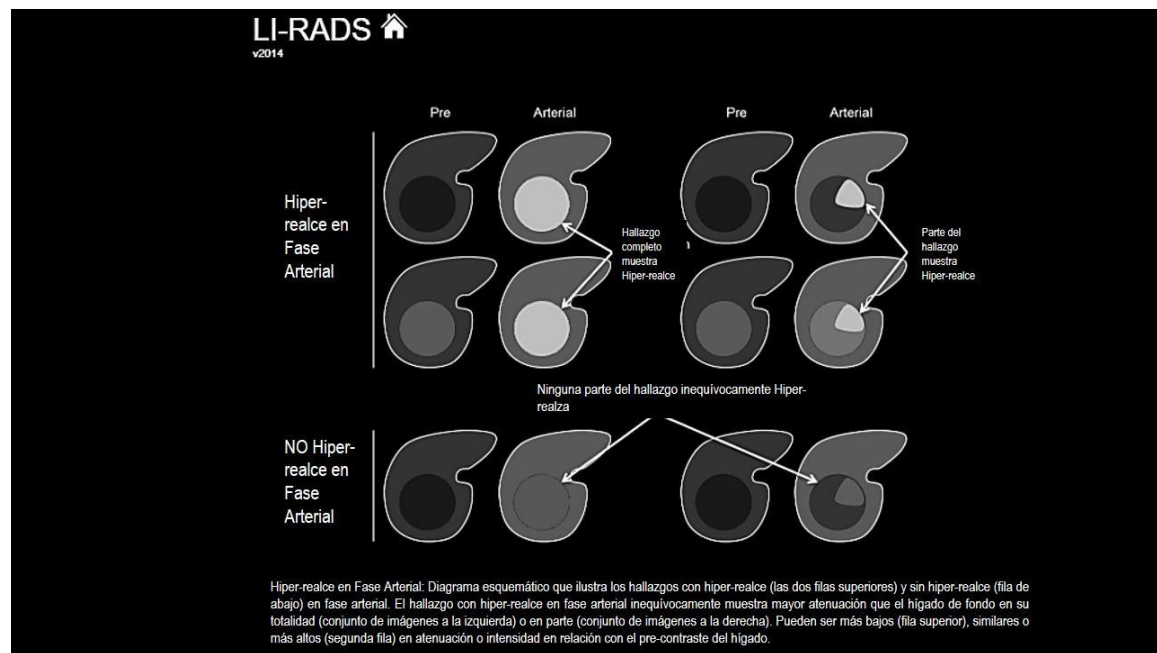 LI-RADS
v2014
Pre
Arterial
Pre
Arterial
Hiper-
realce en
Fase
Arterial
Hallazgo
completo
muestra
Hiper-realce
Parte del
hallazgo
muestra
Hiper-realce
Ninguna parte del hallazgo inequívocamente Hiper-
realza
NO Hiper-
realce en
Fase
Arterial
Hiper-realce en Fase Arterial: Diagrama esquemático que ilustra los hallazgos con hiper-realce (las dos filas superiores) y sin hiper-realce (fila de
abajo) en fase arterial. El hallazgo con hiper-realce en fase arterial inequívocamente muestra mayor atenuación que el hígado de fondo en su
totalidad (conjunto de imágenes a la izquierda) o en parte (conjunto de imágenes a la derecha). Pueden ser más bajos (fila superior), similares o
más altos (segunda fila) en atenuación o intensidad en relación con el pre-contraste del hígado.